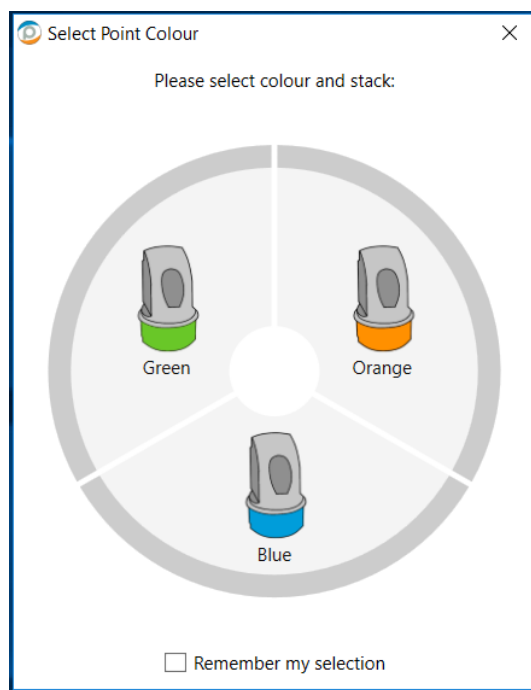 Select Point Colour
Please select colour and stack:
Green
Orange
Blue
Remember my selection